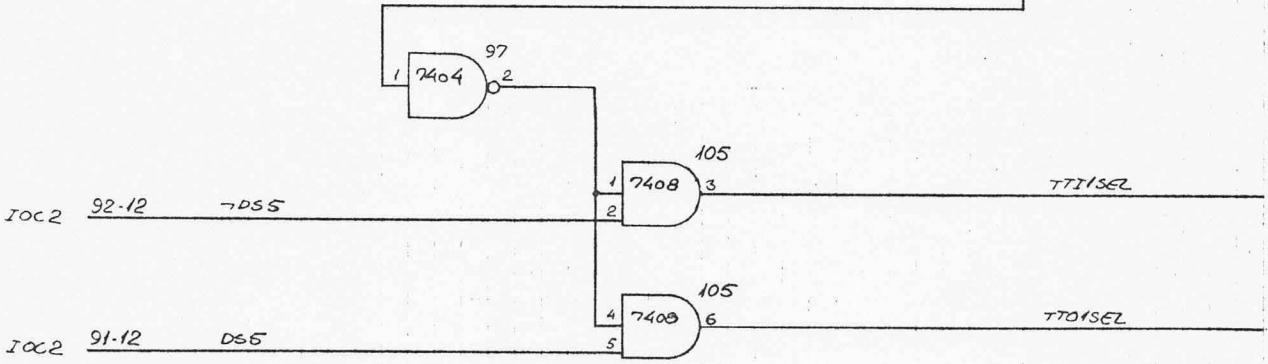 97
1 7404 2
105
1 7408 3 TTI1SEL
IOC2 92-12 ¬DS5 2
105
4 7408 6 TTO1SEL
IOC2 91-12 DS5 5